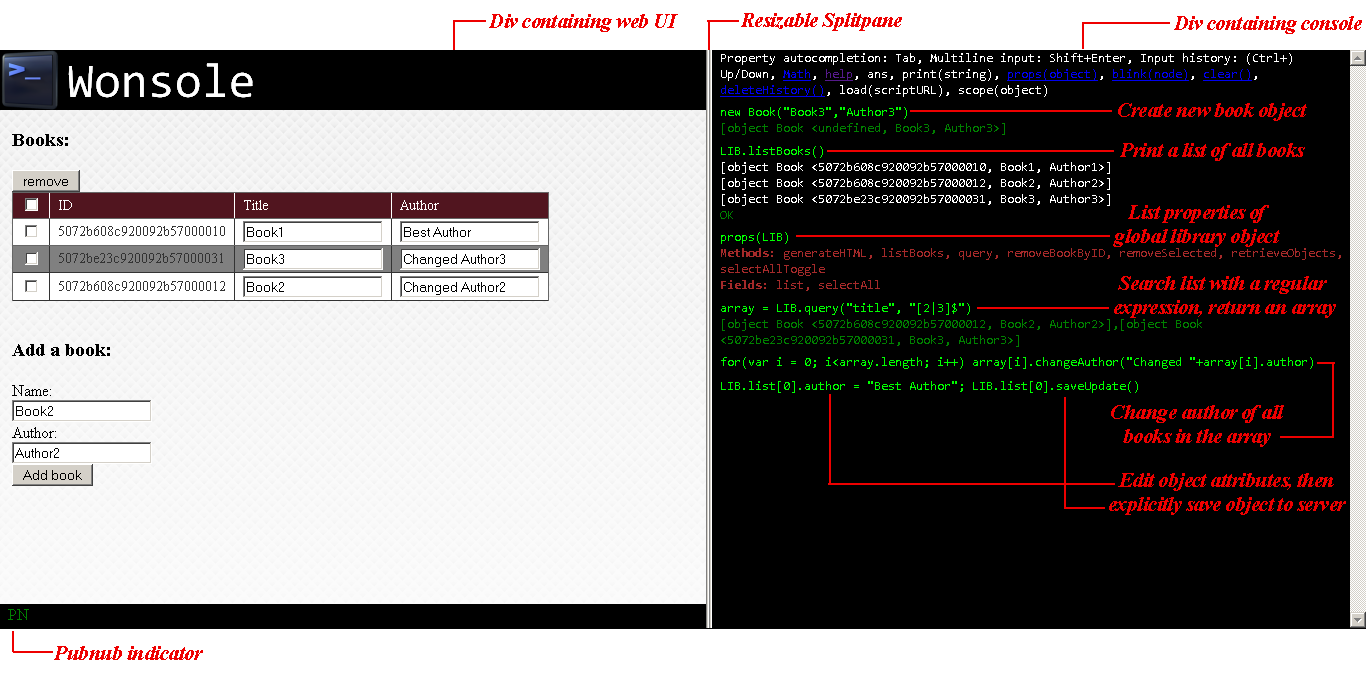 Div containing web UI
Resizable Splitpane
Div containing console
>_ Wonsole
Books:
remove
ID Title Author
5072b608c920092b57000010 Book1 Best Author
5072be23c920092b57000031 Book3 Changed Author3
5072b608c920092b57000012 Book2 Changed Author2
Add a book:
Name:
Book2
Author:
Author2
Add book
PN
Pubnub indicator
Property autocompletion: Tab, Multiline input: Shift+Enter, Input history: (Ctrl+)
Up/Down, Math, help, ans, print(string), props(object), blink(node), clear(),
deleteHistory(), load(scriptURL), scope(object)
new Book("Book3","Author3")
Create new book object
[object Book <undefined, Book3, Author3>]
LIB.listBooks()
Print a list of all books
[object Book <5072b608c920092b57000010, Book1, Author1>]
[object Book <5072b608c920092b57000012, Book2, Author2>]
[object Book <5072be23c920092b57000031, Book3, Author3>]
OK
List properties of
global library object
props(LIB)
Methods: generateHTML, listBooks, query, removeBookByID, removeSelected, retrieveObjects,
selectAllToggle
Fields: list, selectAll
Search list with a regular
expression, return an array
array = LIB.query("title", "[2|3]$")
[object Book <5072b608c920092b57000012, Book2, Author2>],[object Book
<5072be23c920092b57000031, Book3, Author3>]
for(var i = 0; i<array.length; i++) array[i].changeAuthor("Changed "+array[i].author)
LIB.list[0].author = "Best Author"; LIB.list[0].saveUpdate()
Change author of all
books in the array
Edit object attributes, then
explicitly save object to server